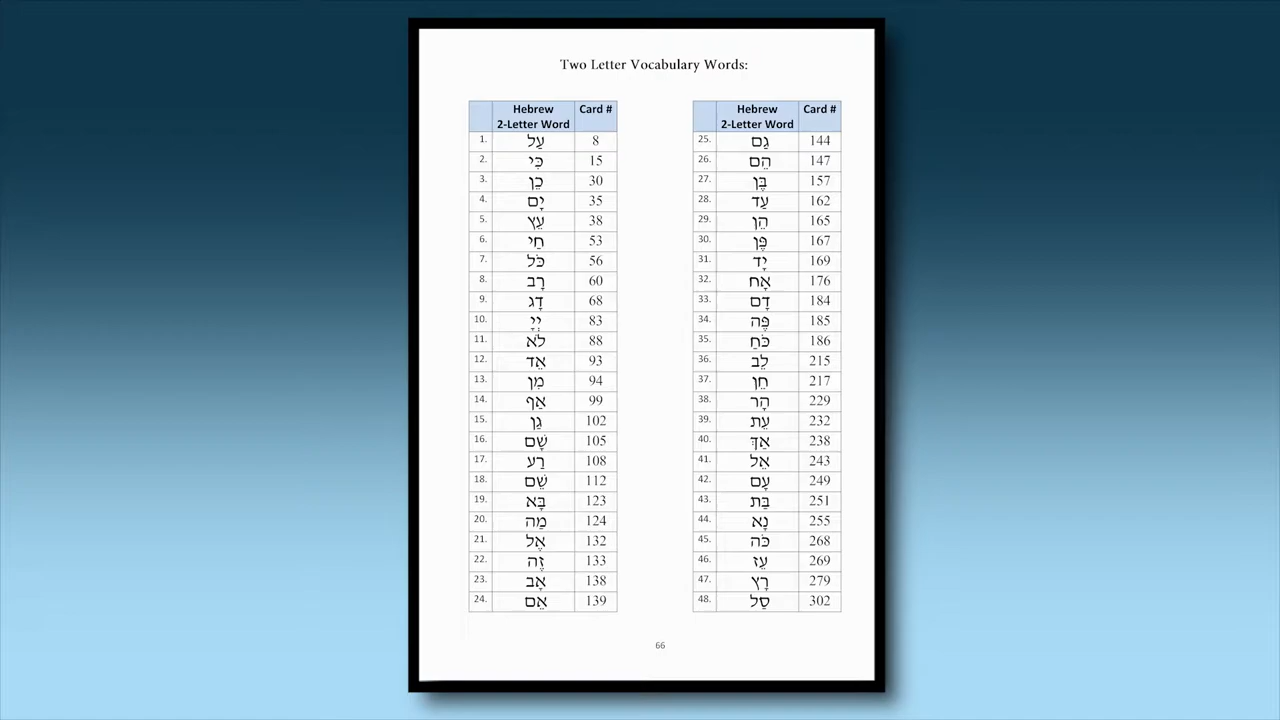 Two Letter Vocabulary Words:
Hebrew 2-Letter Word Card #
1. עַל 8
2. כִּי 15
3. כֵּן 30
4. יָם 35
5. עֵץ 38
6. חַי 53
7. כֹּל 56
8. רָב 60
9. דָג 68
10. יְיָ 83
11. לֹא 88
12. אֵד 93
13. מִן 94
14. אַף 99
15. גַּן 102
16. שָׁם 105
17. רַע 108
18. שֵׁם 112
19. בָּא 123
20. מַה 124
21. אֶל 132
22. זֶה 133
23. אָב 138
24. אֵם 139
Hebrew 2-Letter Word Card #
25. גַּם 144
26. הֵם 147
27. בֶּן 157
28. עַד 162
29. הֵן 165
30. פֶּן 167
31. יָד 169
32. אָח 176
33. דָּם 184
34. פֶּה 185
35. כֹּחַ 186
36. לֵב 215
37. חֵן 217
38. הָר 229
39. עֵת 232
40. אַךְ 238
41. אֵל 243
42. עָם 249
43. בַּת 251
44. נָא 255
45. כֹּה 268
46. עֵז 269
47. רָץ 279
48. סַל 302
66